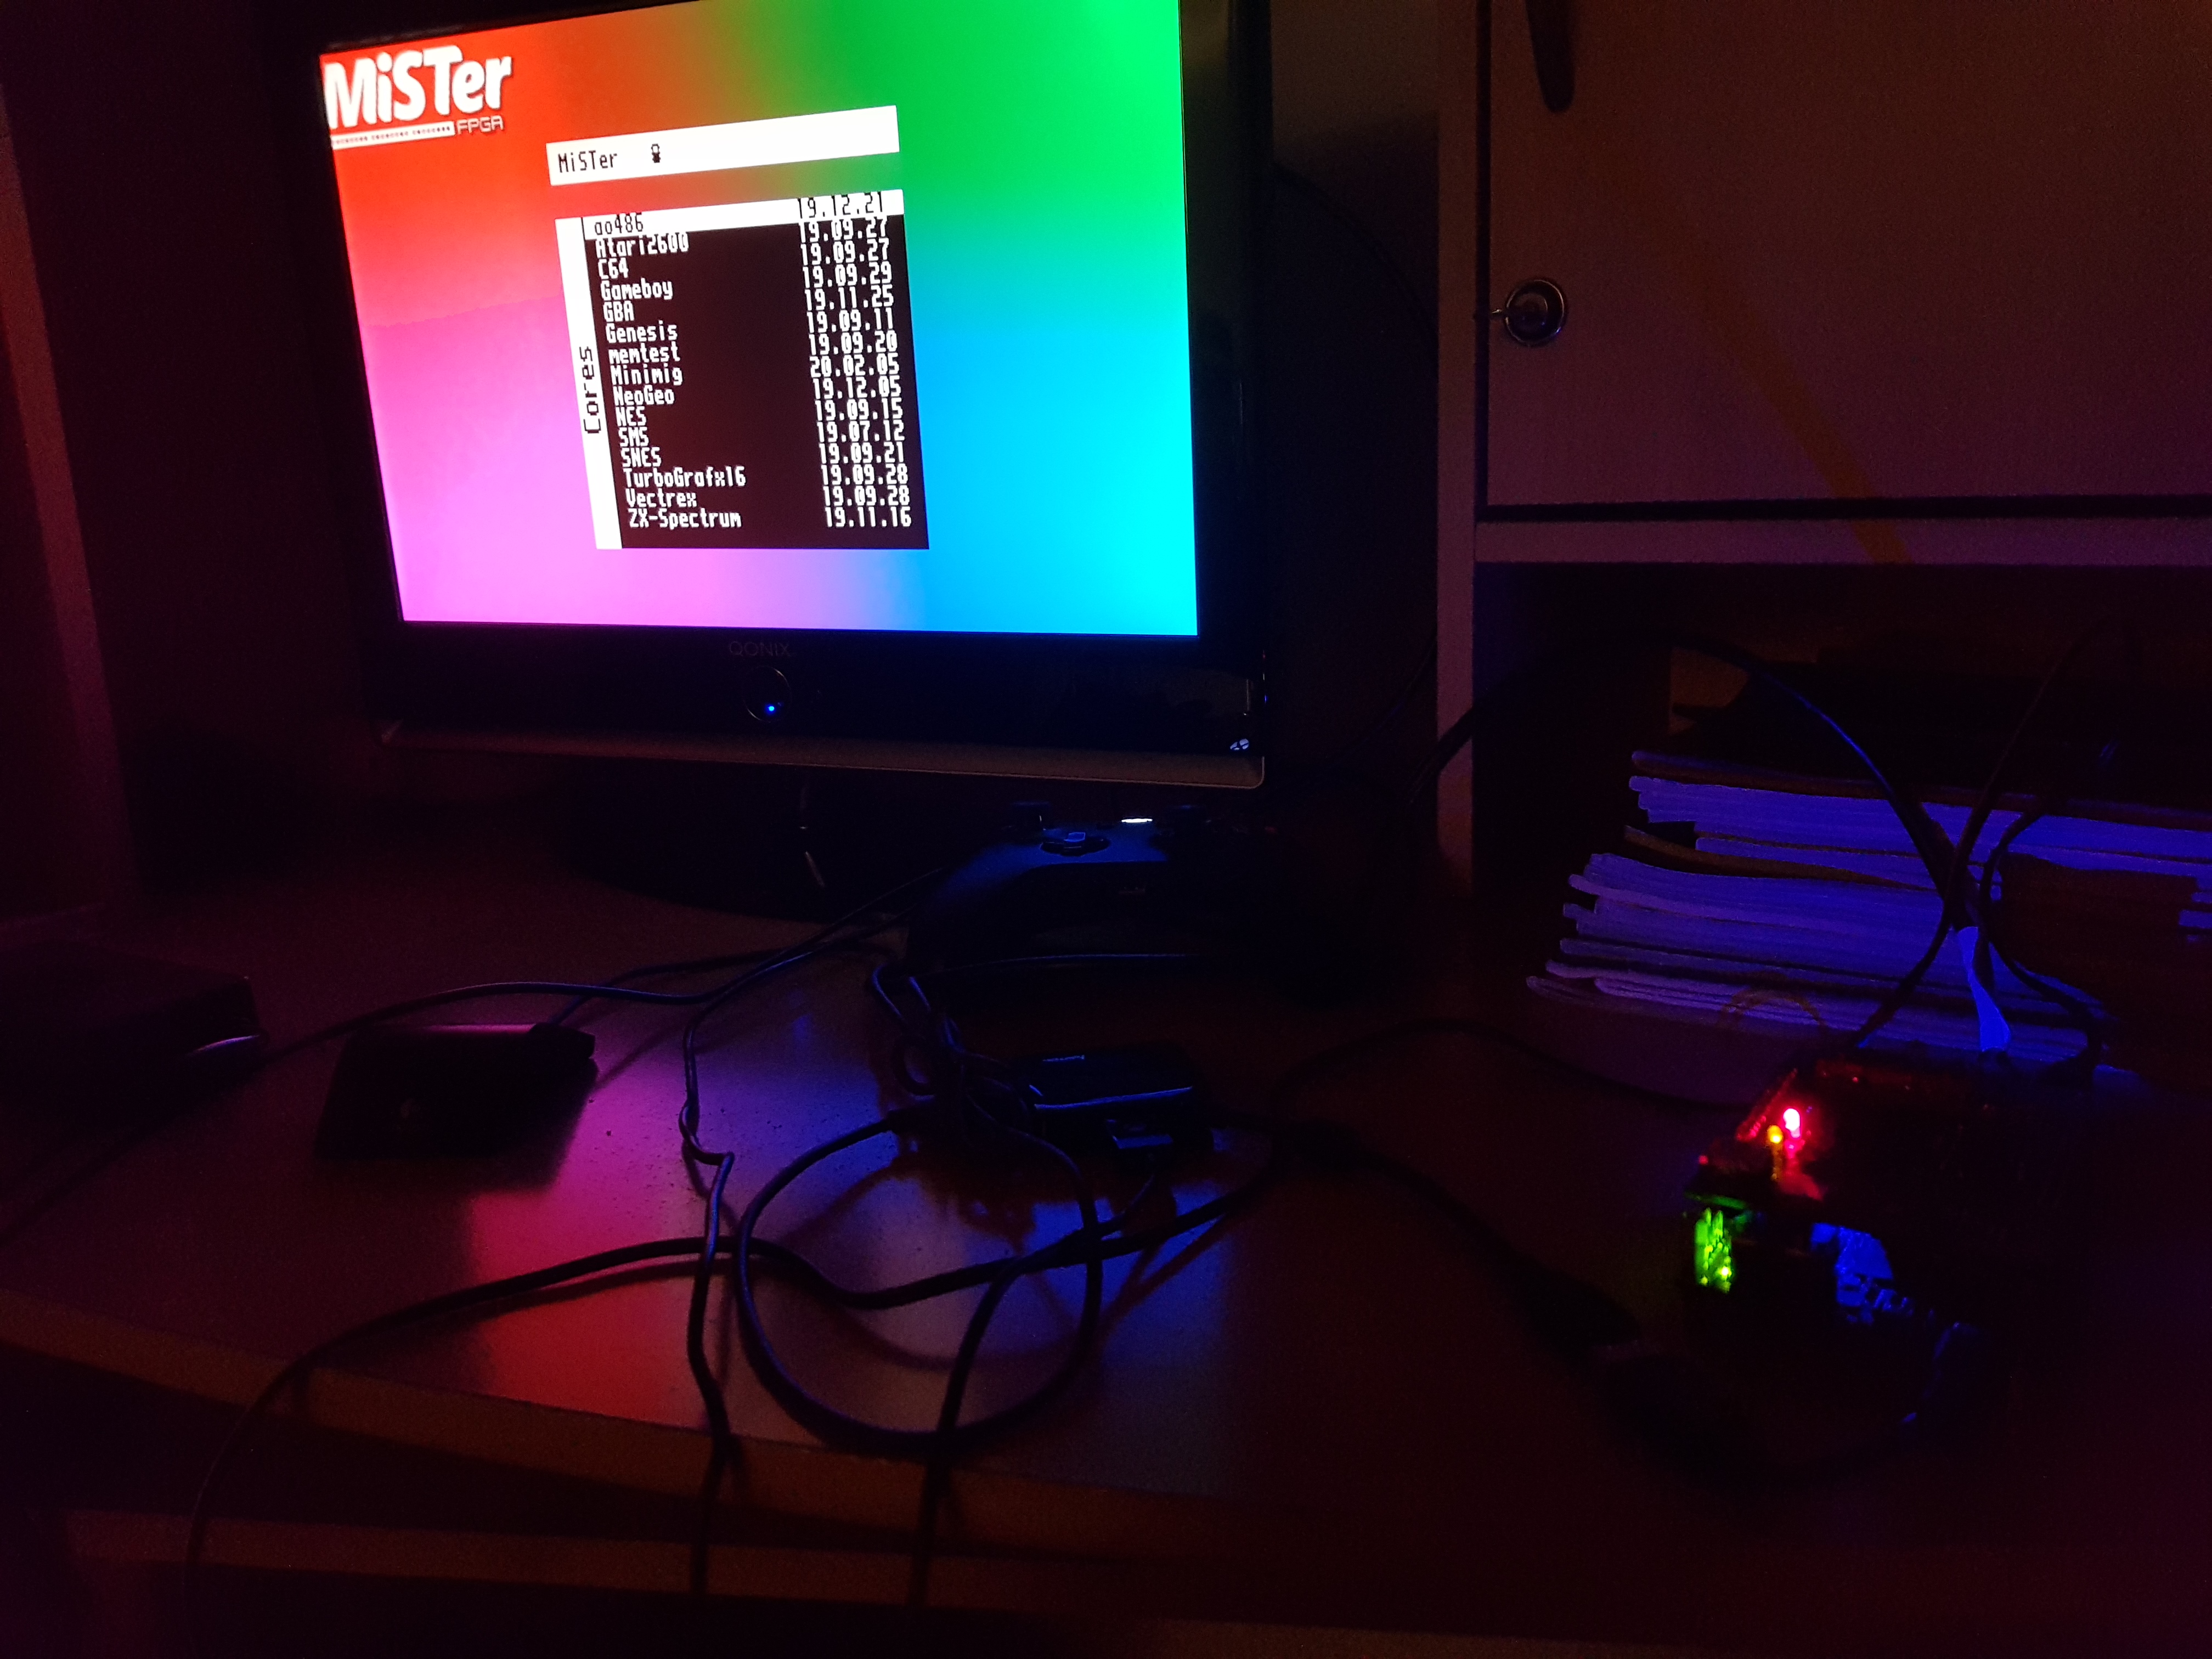 MiSTer
FPGA
MiSTer
Cores
ao486 19.12.21
Atari2600 19.09.27
C64 19.09.27
Gameboy 19.09.29
GBA 19.11.25
Genesis 19.09.11
memtest 19.09.20
Minimig 20.02.05
NeoGeo 19.12.05
NES 19.09.15
SMS 19.07.12
SNES 19.09.21
TurboGrafx16 19.09.28
Vectrex 19.09.28
ZX-Spectrum 19.11.16
QONIX